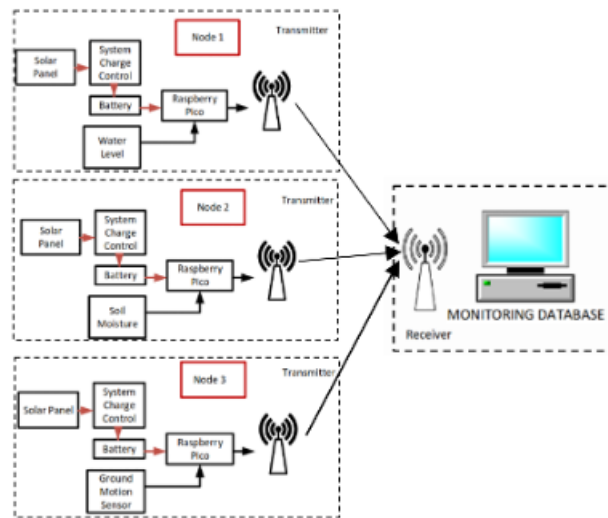 Node 1
Transmitter
Solar
Panel
System
Charge
Control
Battery
Raspberry
Pico
Water
Level
Node 2
Transmitter
Solar
Panel
System
Charge
Control
Battery
Raspberry
Pico
Soil
Moisture
Node 3
Transmitter
Solar Panel
System
Charge
Control
Battery
Raspberry
Pico
Ground
Motion
Sensor
MONITORING DATABASE
Receiver